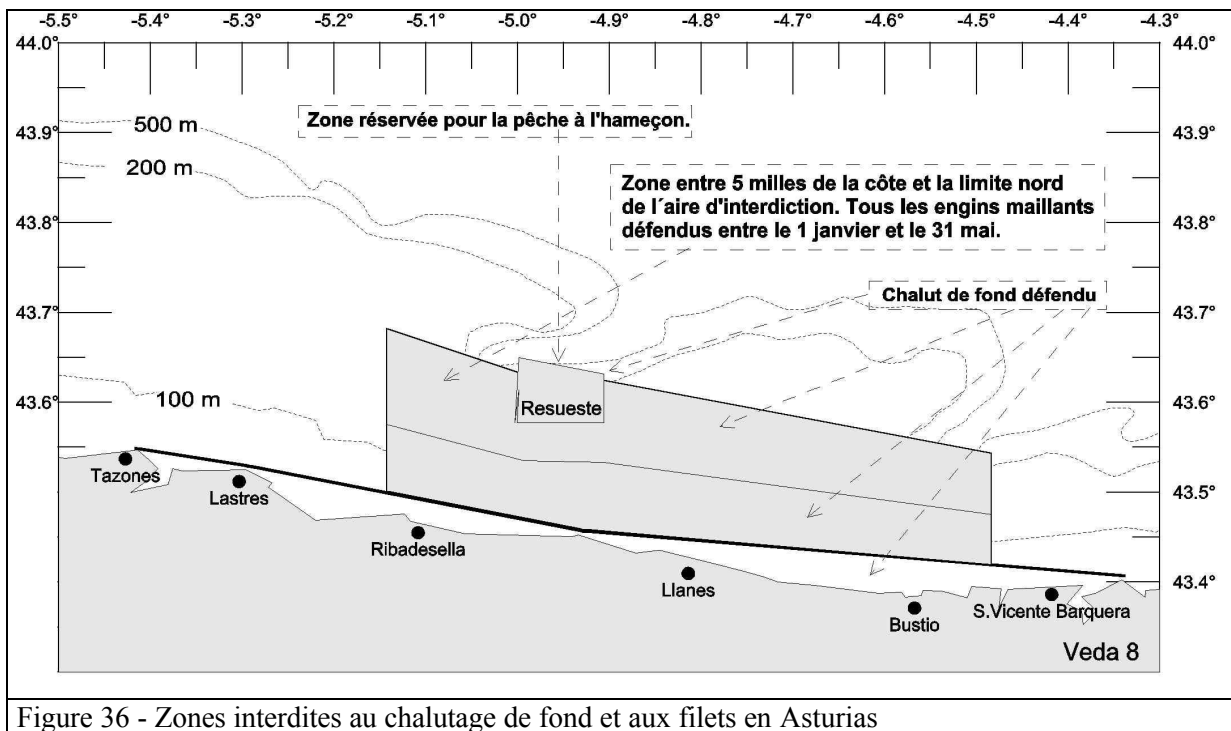 -5.5 -5.4° -5.3° -5.2° -5.1° -5.0° -4.9° -4.8° -4.7° -4.6° -4.5° -4.4° -4.3°
44.0° 44.0°
Zone réservée pour la pêche à l'hameçon.
500 m
43.9° 43.9°
200 m
Zone entre 5 milles de la côte et la limite nord
de l´aire d'interdiction. Tous les engins maillants
défendus entre le 1 janvier et le 31 mai.
43.8° 43.8°
Chalut de fond défendu
43.7° 43.7°
100 m
43.6° 43.6°
Resueste
Tazones
Lastres
43.5° 43.5°
Ribadesella
Llanes
43.4° 43.4°
Bustio
S.Vicente Barquera
Veda 8
Figure 36 - Zones interdites au chalutage de fond et aux filets en Asturias